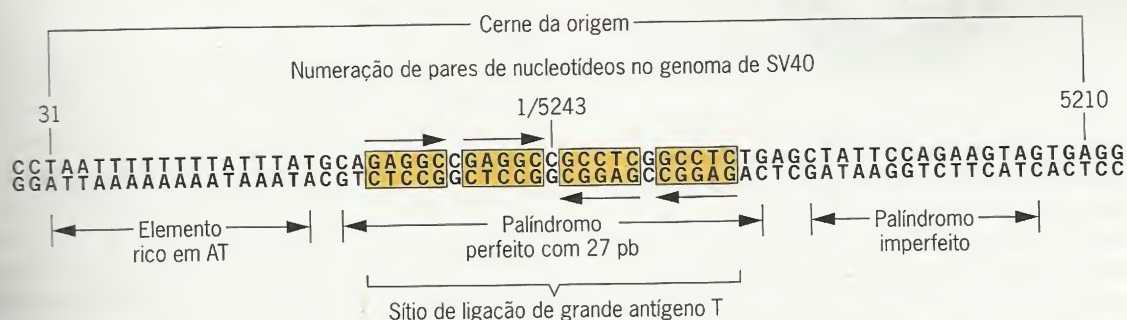 Cerne da origem
Numeração de pares de nucleotídeos no genoma de SV40
31 1/5243 5210
CCTAATTTTTTTTATTTATGCAGAGGCCGAGGCCGCCTCGGCCTCTGAGCTATTCCAGAAGTAGTGAGG
GGATTAAAAAAAATAAATACGTCTCCGGCTCCGGCGGAGCCGGAGACTCGATAAGGTCTTCATCACTCC
Elemento
rico em AT
Palíndromo
perfeito com 27 pb
Palíndromo
imperfeito
Sítio de ligação de grande antígeno T